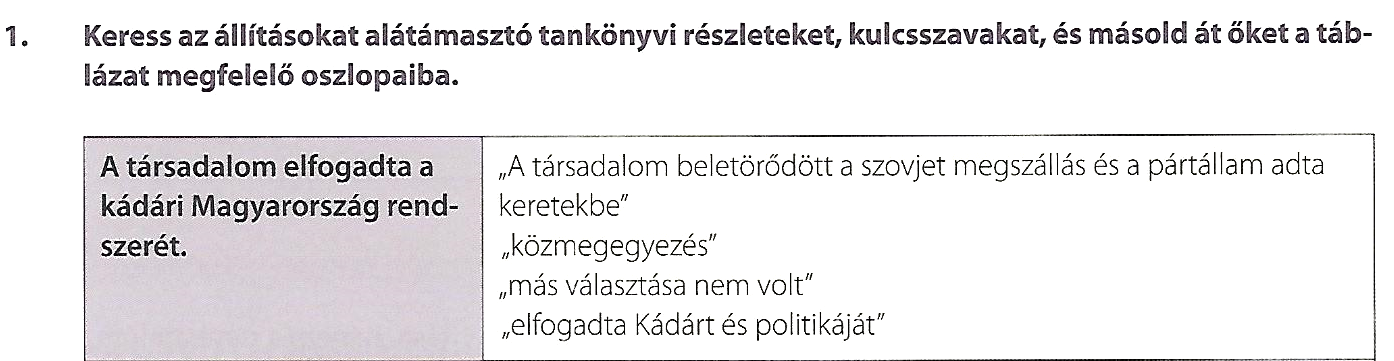 1. Keress az állításokat alátámasztó tankönyvi részleteket, kulcsszavakat, és másold át őket a táb-
lázat megfelelő oszlopaiba.
A társadalom elfogadta a
kádári Magyarország rend-
szerét.
„A társadalom beletörődött a szovjet megszállás és a pártállam adta
keretekbe”
„közmegegyezés”
„más választása nem volt”
„elfogadta Kádárt és politikáját”